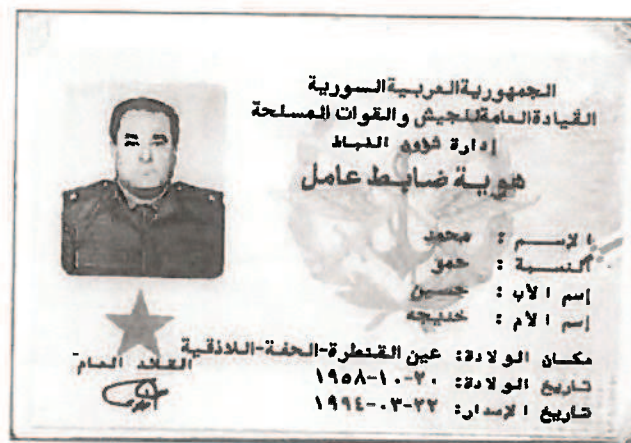 الجمهورية العربية السورية
القيادة العامة للجيش والقوات المسلحة
إدارة شؤون الضباط
هوية ضابط عامل
الإسم : محمد
النسبة : حمو
إسم الأب : حسين
إسم الأم : خديجه
مكان الولادة: عين القنطرة-الحفة-اللاذقية
تاريخ الولادة: ٢٠-١٠-١٩٥٨
تاريخ الإصدار: ٢٢-٠٣-١٩٩٤
القائد العام